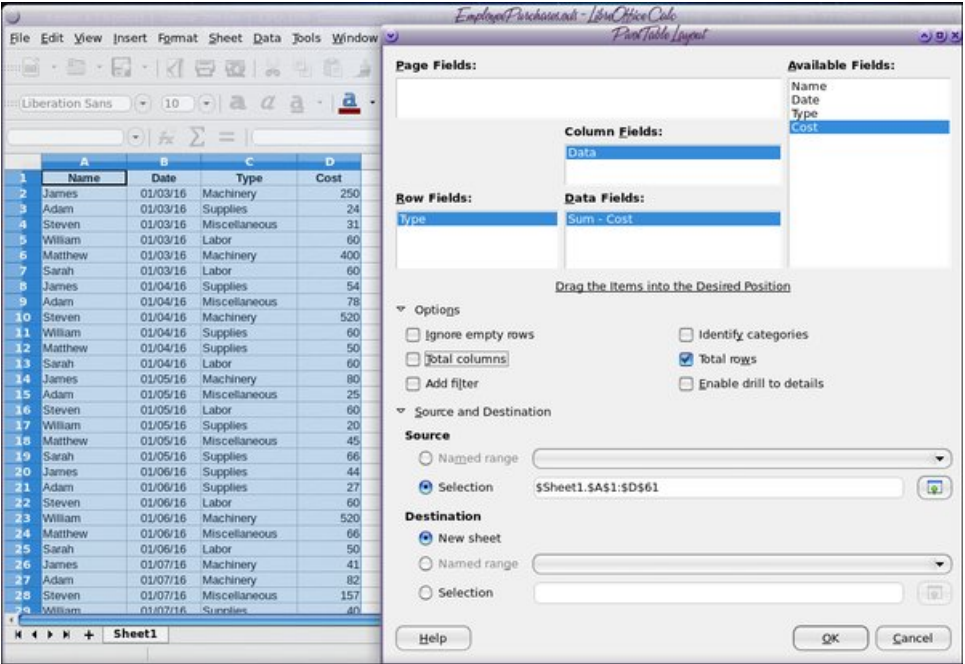 EmployeePurchases.ods - LibreOffice Calc
File Edit View Insert Format Sheet Data Tools Window
Liberation Sans 10
A B C D
1 Name Date Type Cost
2 James 01/03/16 Machinery 250
3 Adam 01/03/16 Supplies 24
4 Steven 01/03/16 Miscellaneous 31
5 William 01/03/16 Labor 60
6 Matthew 01/03/16 Machinery 400
7 Sarah 01/03/16 Labor 60
8 James 01/04/16 Supplies 54
9 Adam 01/04/16 Miscellaneous 78
10 Steven 01/04/16 Machinery 520
11 William 01/04/16 Supplies 60
12 Matthew 01/04/16 Supplies 50
13 Sarah 01/04/16 Labor 60
14 James 01/05/16 Machinery 80
15 Adam 01/05/16 Miscellaneous 25
16 Steven 01/05/16 Labor 60
17 William 01/05/16 Supplies 20
18 Matthew 01/05/16 Miscellaneous 45
19 Sarah 01/05/16 Supplies 66
20 James 01/06/16 Supplies 44
21 Adam 01/06/16 Supplies 27
22 Steven 01/06/16 Labor 60
23 William 01/06/16 Machinery 520
24 Matthew 01/06/16 Miscellaneous 66
25 Sarah 01/06/16 Labor 50
26 James 01/07/16 Machinery 41
27 Adam 01/07/16 Machinery 82
28 Steven 01/07/16 Miscellaneous 157
29 William 01/07/16 Supplies 40
Sheet1
Pivot Table Layout
Page Fields:
Available Fields:
Name
Date
Type
Cost
Column Fields:
Data
Row Fields:
Type
Data Fields:
Sum - Cost
Drag the Items into the Desired Position
Options
Ignore empty rows
Identify categories
Total columns
Total rows
Add filter
Enable drill to details
Source and Destination
Source
Named range
Selection $Sheet1.$A$1:$D$61
Destination
New sheet
Named range
Selection
Help OK Cancel